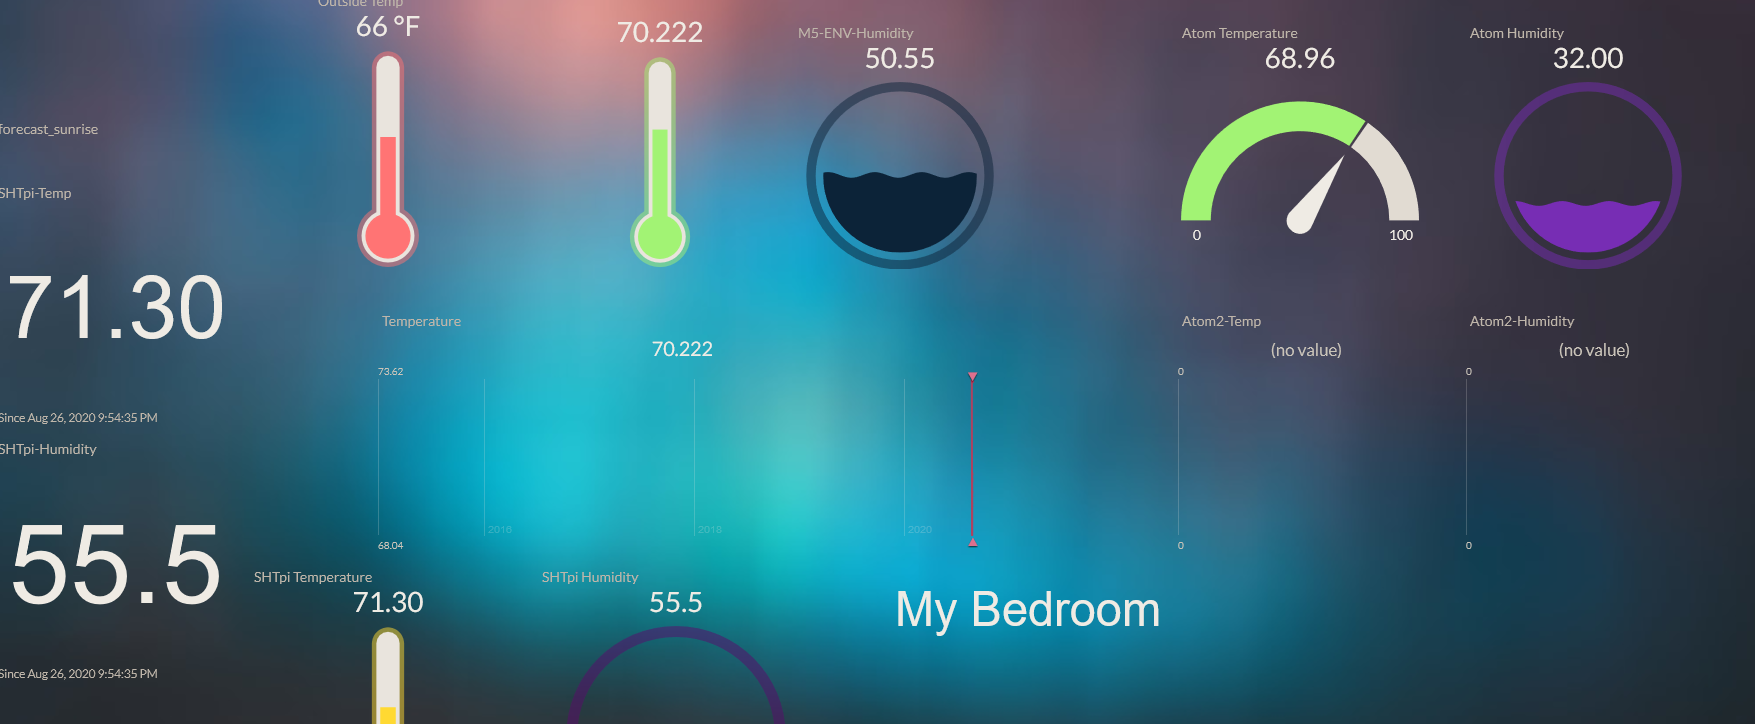 Outside Temp
66 °F
70.222
M5-ENV-Humidity
50.55
Atom Temperature
68.96
0
100
Atom Humidity
32.00
forecast_sunrise
SHTpi-Temp
71.30
Since Aug 26, 2020 9:54:35 PM
Temperature
70.222
73.62
68.04
2016
2018
2020
Atom2-Temp
(no value)
0
0
Atom2-Humidity
(no value)
0
0
SHTpi-Humidity
55.5
Since Aug 26, 2020 9:54:35 PM
SHTpi Temperature
71.30
SHTpi Humidity
55.5
My Bedroom